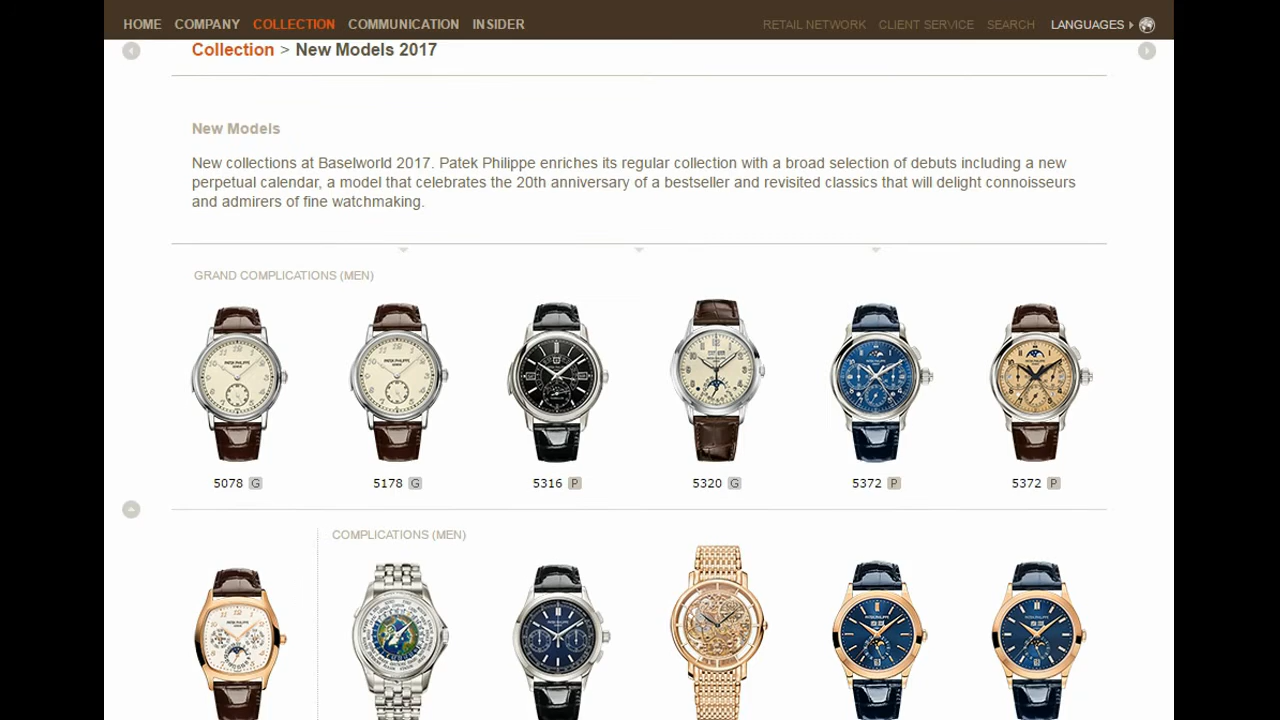 HOME COMPANY COLLECTION COMMUNICATION INSIDER RETAIL NETWORK CLIENT SERVICE SEARCH LANGUAGES
Collection > New Models 2017
New Models
New collections at Baselworld 2017. Patek Philippe enriches its regular collection with a broad selection of debuts including a new
perpetual calendar, a model that celebrates the 20th anniversary of a bestseller and revisited classics that will delight connoisseurs
and admirers of fine watchmaking.
GRAND COMPLICATIONS (MEN)
5078 G 5178 G 5316 P 5320 G 5372 P 5372 P
COMPLICATIONS (MEN)